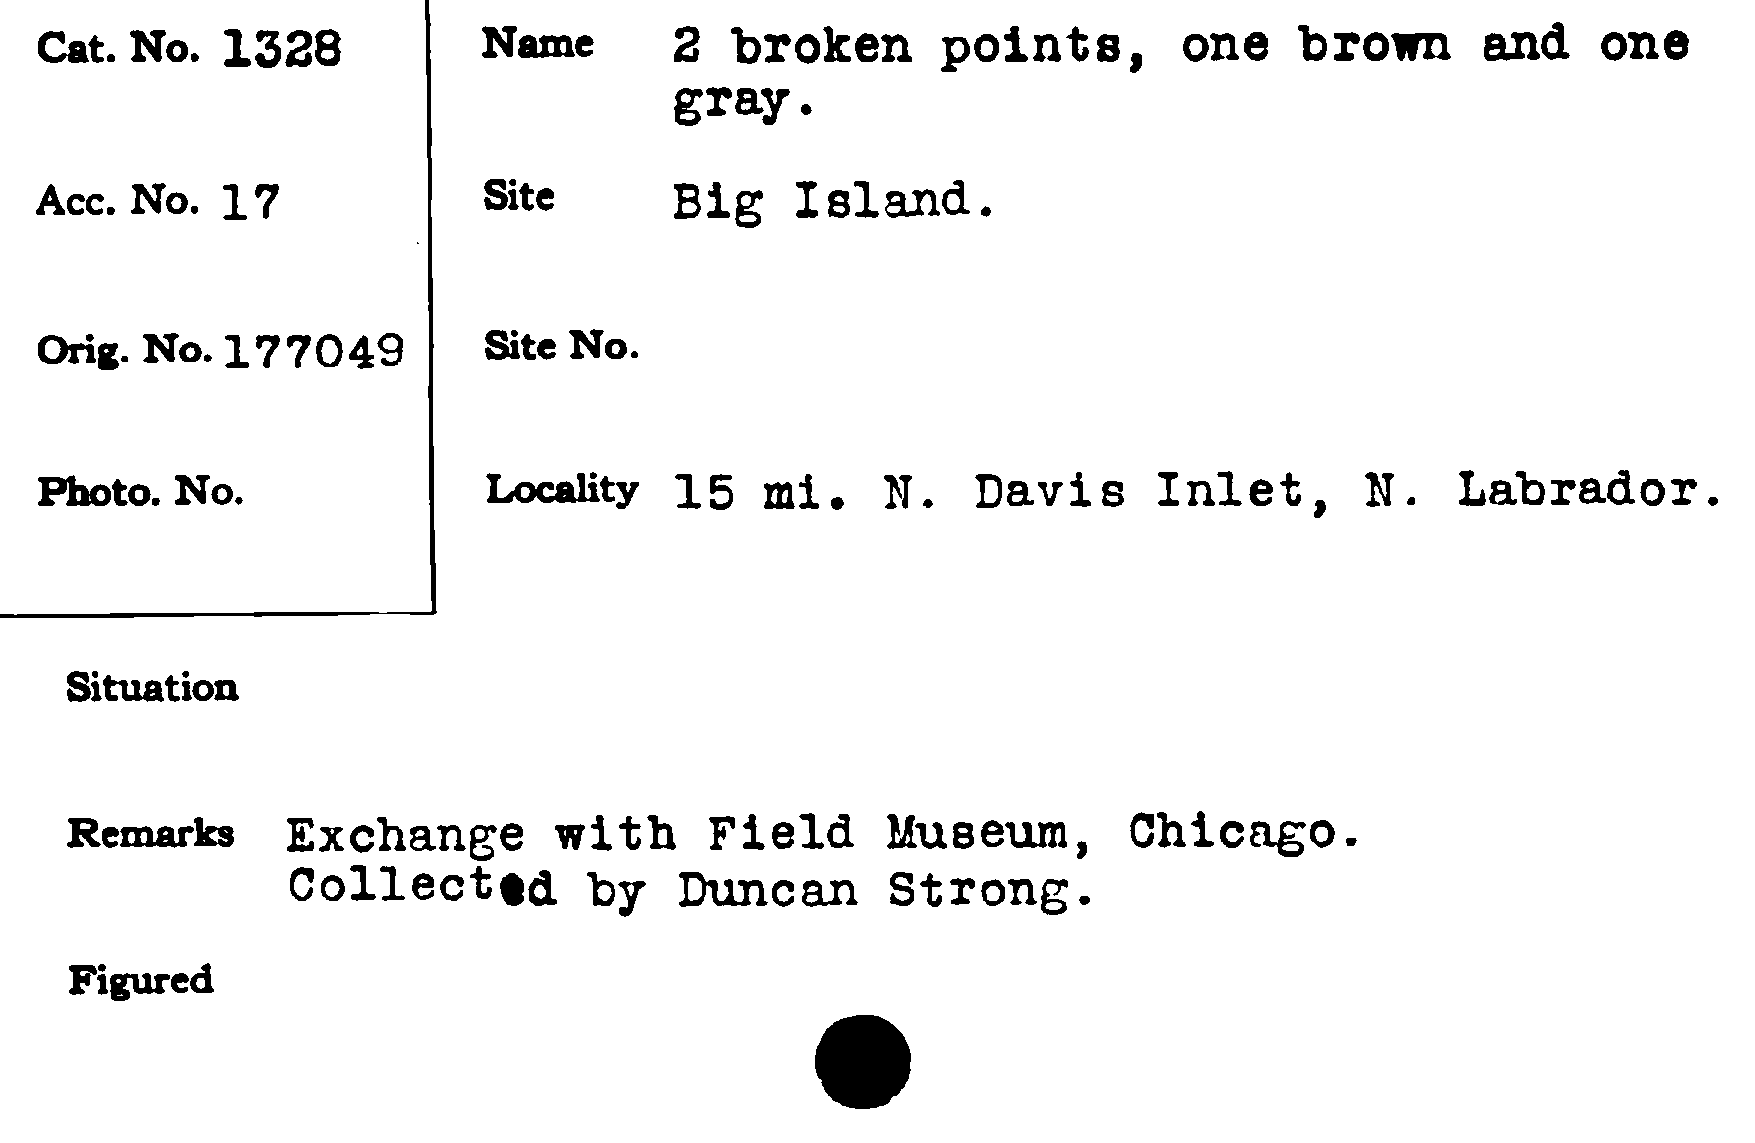 Cat. No. 1328
Name 2 broken points, one brown and one
gray.
Acc. No. 17
Site Big Island.
Orig. No. 177049
Site No.
Photo. No.
Locality 15 mi. N. Davis Inlet, N. Labrador.
Situation
Remarks Exchange with Field Museum, Chicago.
Collected by Duncan Strong.
Figured